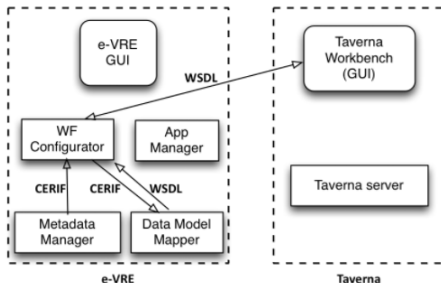 e-VRE
GUI
Taverna
Workbench
(GUI)
WSDL
WF
Configurator
App
Manager
CERIF
CERIF
WSDL
Taverna server
Metadata
Manager
Data Model
Mapper
e-VRE
Taverna